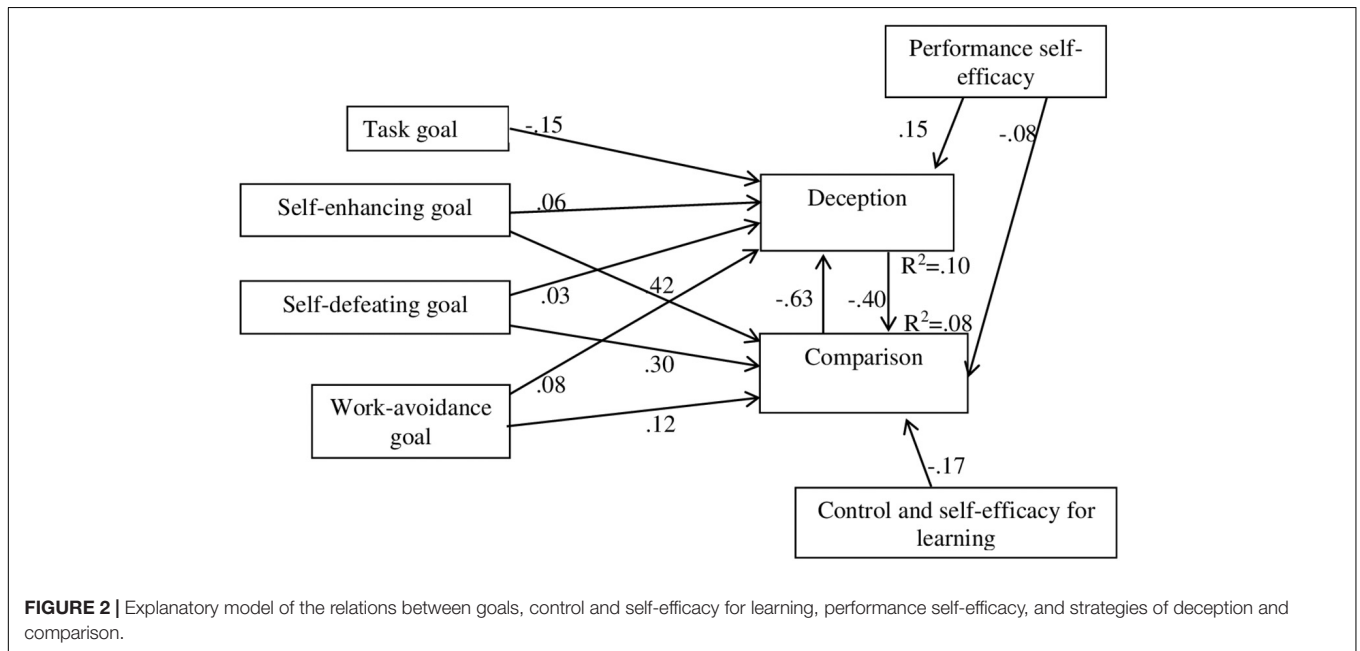 Performance self-
efficacy
Task goal
-.15
.15
-.08
Self-enhancing goal
.06
Deception
R²=.10
Self-defeating goal
.03
.42
-.63
-.40
R²=.08
Comparison
.30
Work-avoidance
goal
.08
.12
-.17
Control and self-efficacy for
learning
FIGURE 2 | Explanatory model of the relations between goals, control and self-efficacy for learning, performance self-efficacy, and strategies of deception and
comparison.